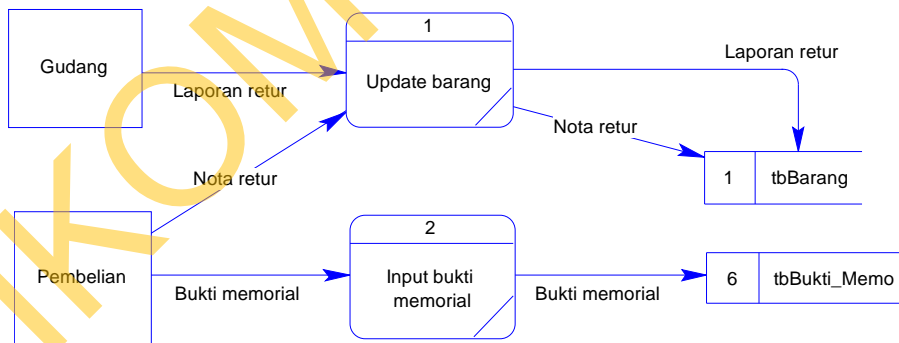 1
Gudang
Update barang
Laporan retur
Laporan retur
Nota retur
Nota retur
1 tbBarang
2
Pembelian
Input bukti
memorial
Bukti memorial
Bukti memorial
6 tbBukti_Memo
IKOM